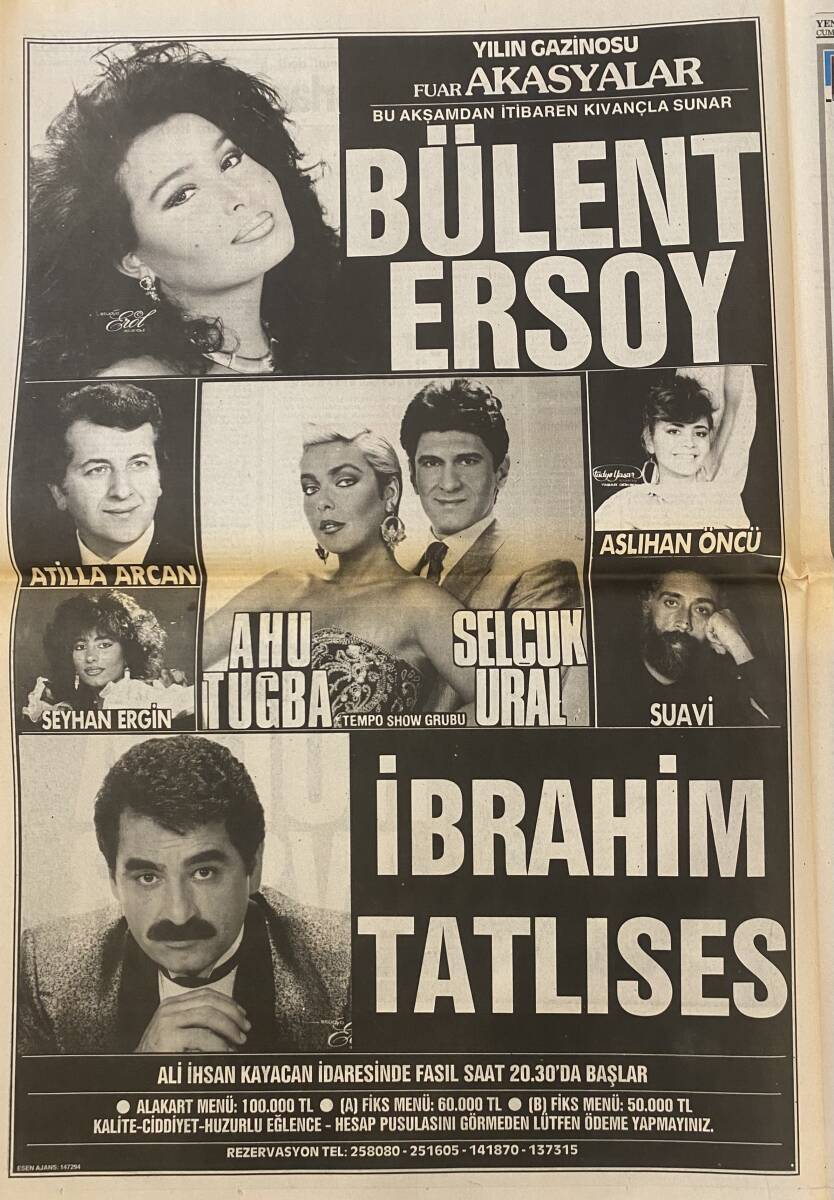 YILIN GAZİNOSU
FUAR AKASYALAR
BU AKŞAMDAN İTİBAREN KIVANÇLA SUNAR
BÜLENT
ERSOY
Erol
ATİLLA ARCAN
ASLIHAN ÖNCÜ
AHU
TUĞBA
SELÇUK
URAL
TEMPO SHOW GRUBU
SEYHAN ERGİN
SUAVİ
İBRAHİM
TATLISES
ALİ İHSAN KAYACAN İDARESİNDE FASIL SAAT 20.30'DA BAŞLAR
● ALAKART MENÜ: 100.000 TL ● (A) FİKS MENÜ: 60.000 TL ● (B) FİKS MENÜ: 50.000 TL
KALİTE-CİDDİYET-HUZURLU EĞLENCE - HESAP PUSULASINI GÖRMEDEN LÜTFEN ÖDEME YAPMAYINIZ.
REZERVASYON TEL: 258080 - 251605 - 141870 - 137315
ESEN AJANS: 147294
YEN
CUM